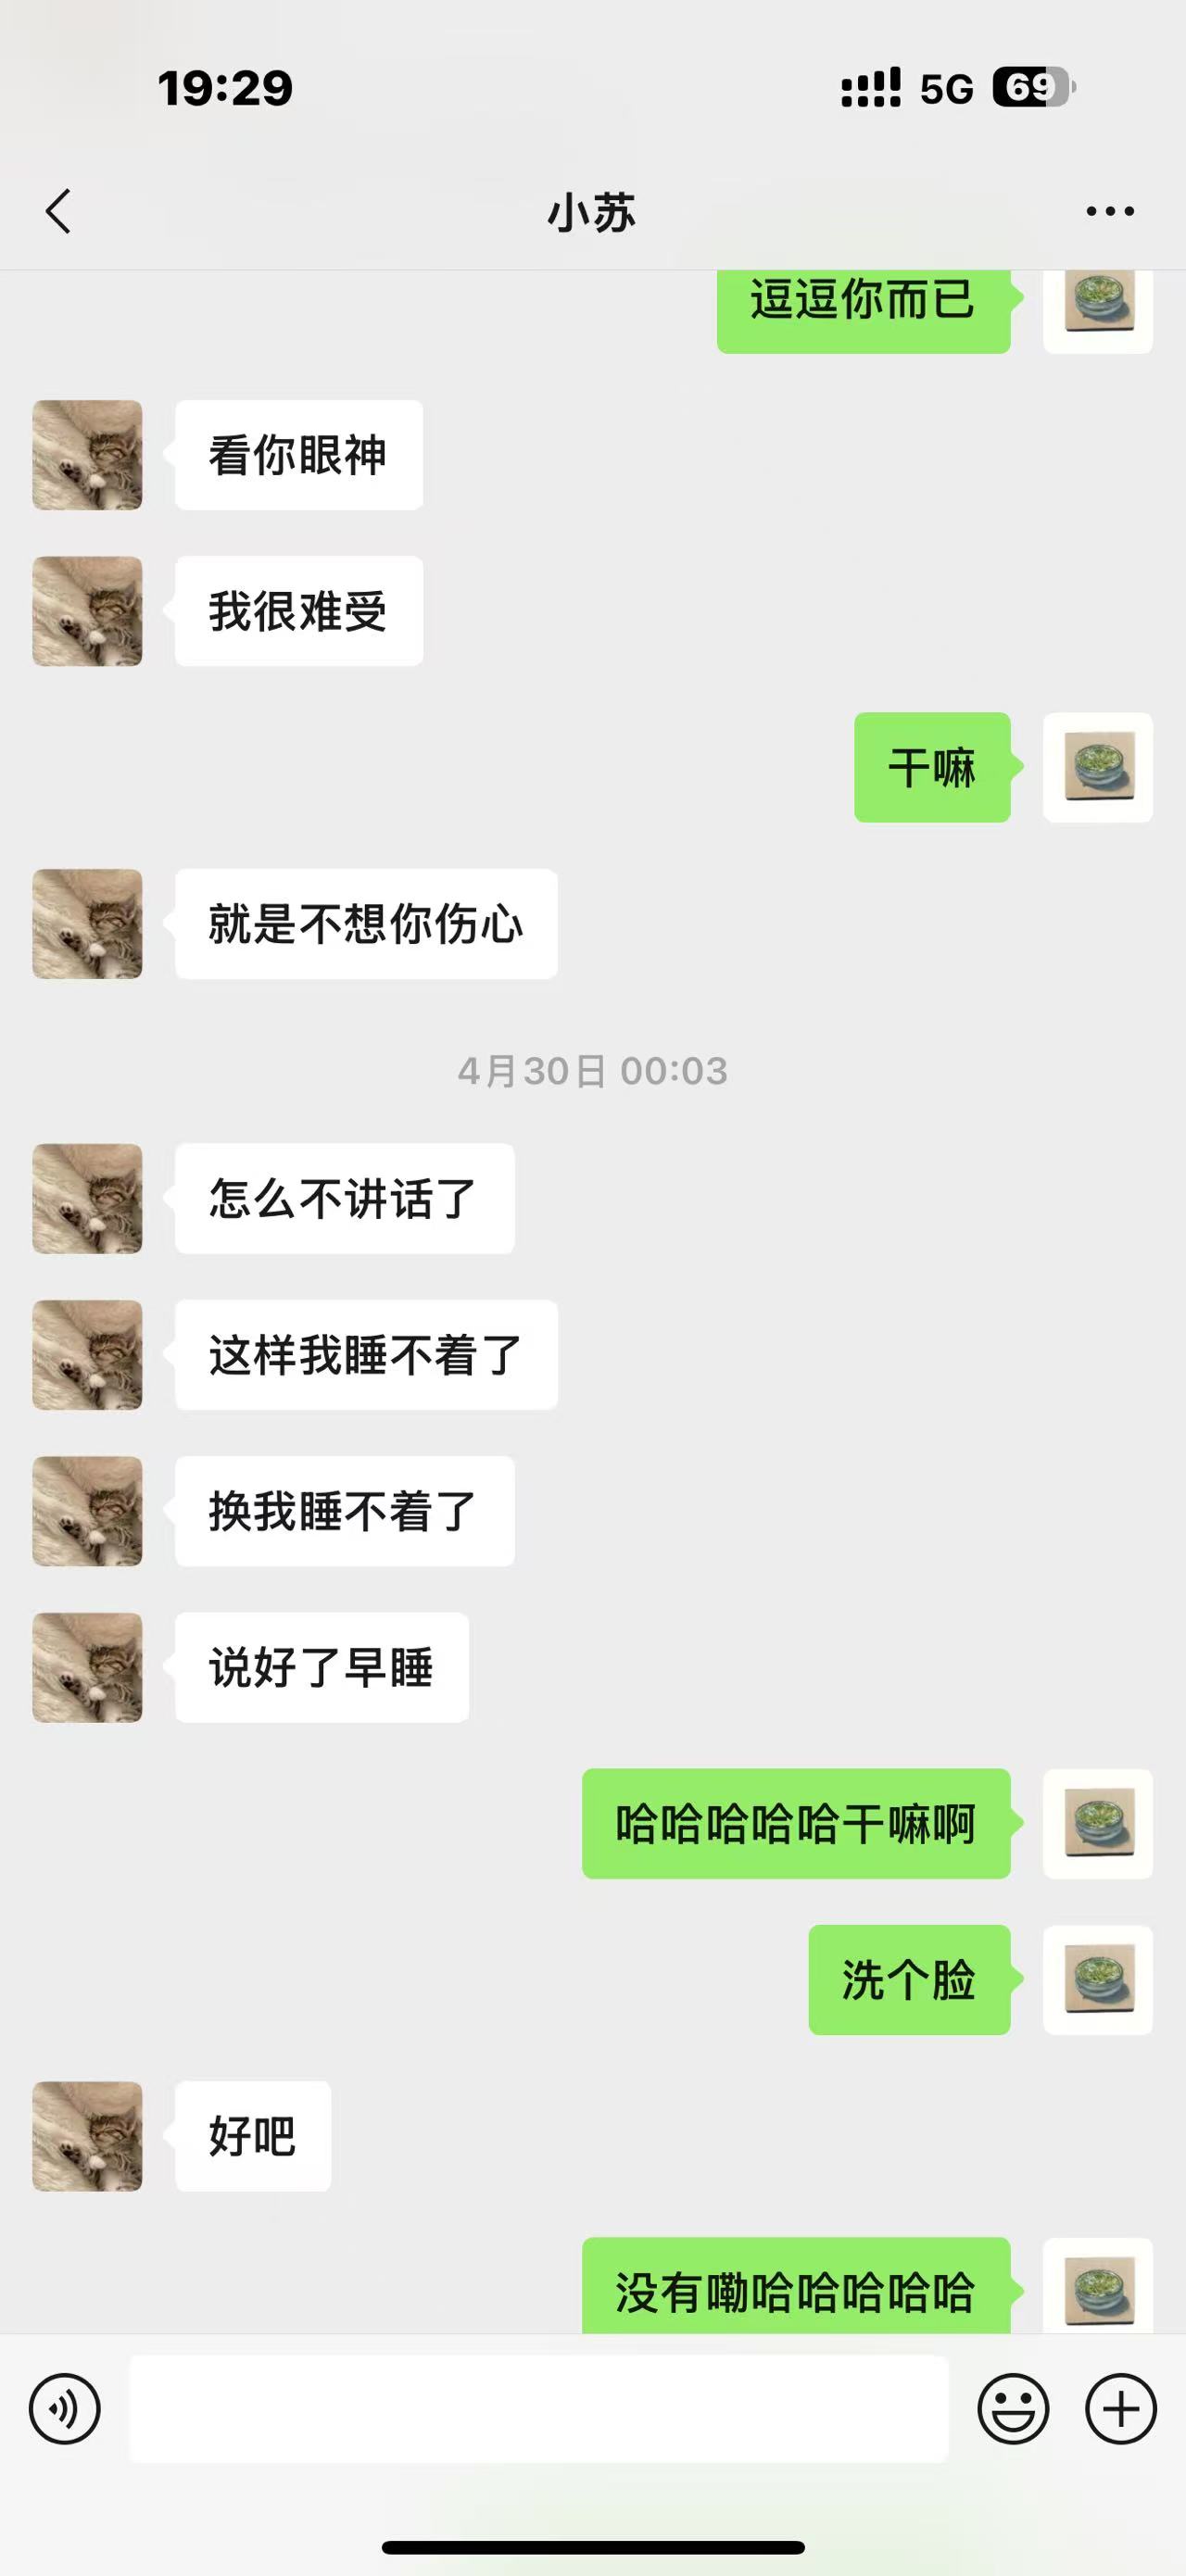 19:29
5G 69
小苏
逗逗你而已
看你眼神
我很难受
干嘛
就是不想你伤心
4月30日 00:03
怎么不讲话了
这样我睡不着了
换我睡不着了
说好了早睡
哈哈哈哈哈干嘛啊
洗个脸
好吧
没有嘞哈哈哈哈哈